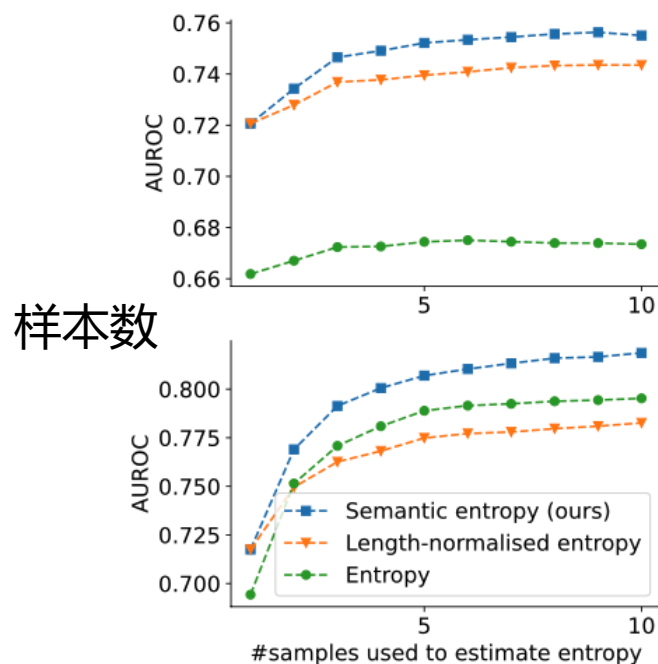 0.76
0.74
0.72
0.70
0.68
0.66
AUROC
5 10
样本数
0.800
0.775
0.750
0.725
0.700
AUROC
Semantic entropy (ours)
Length-normalised entropy
Entropy
5 10
#samples used to estimate entropy